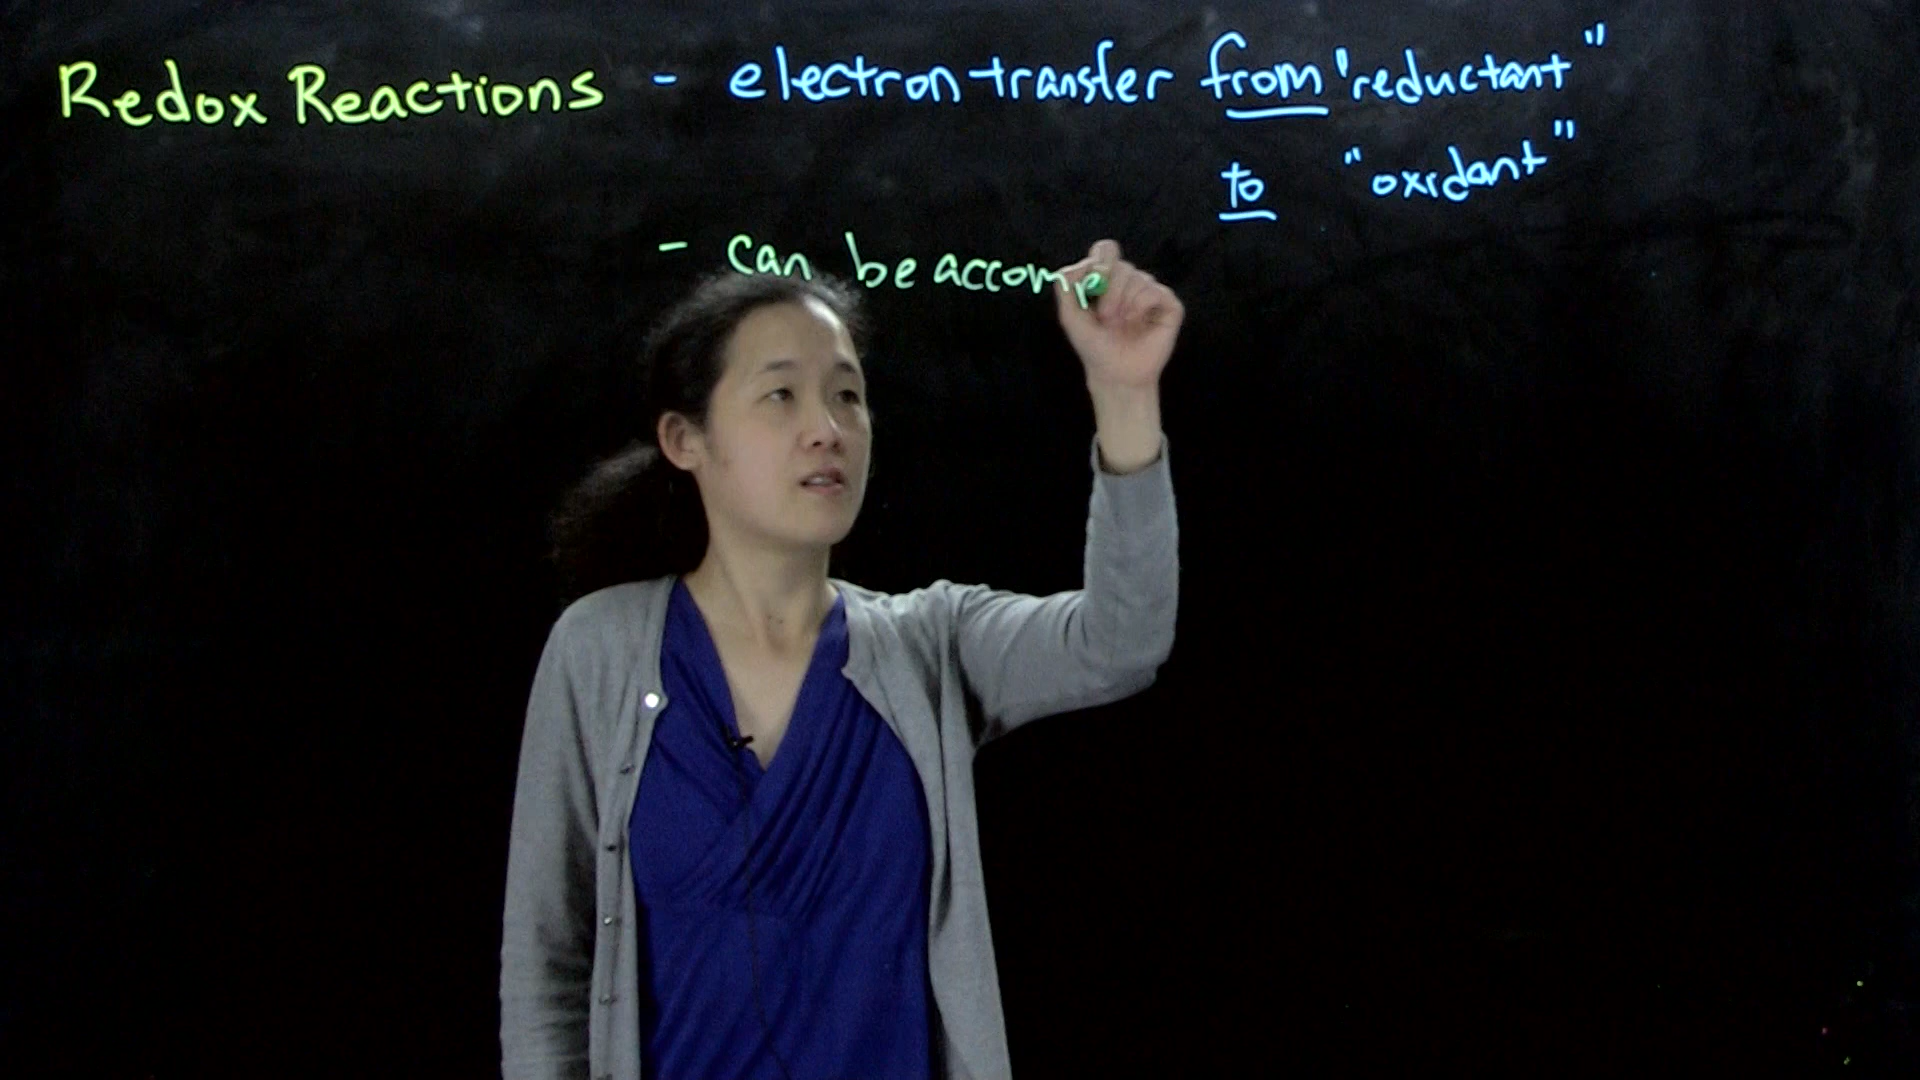 Redox Reactions - electron transfer from "reductant"
to "oxidant"
- can be accomp